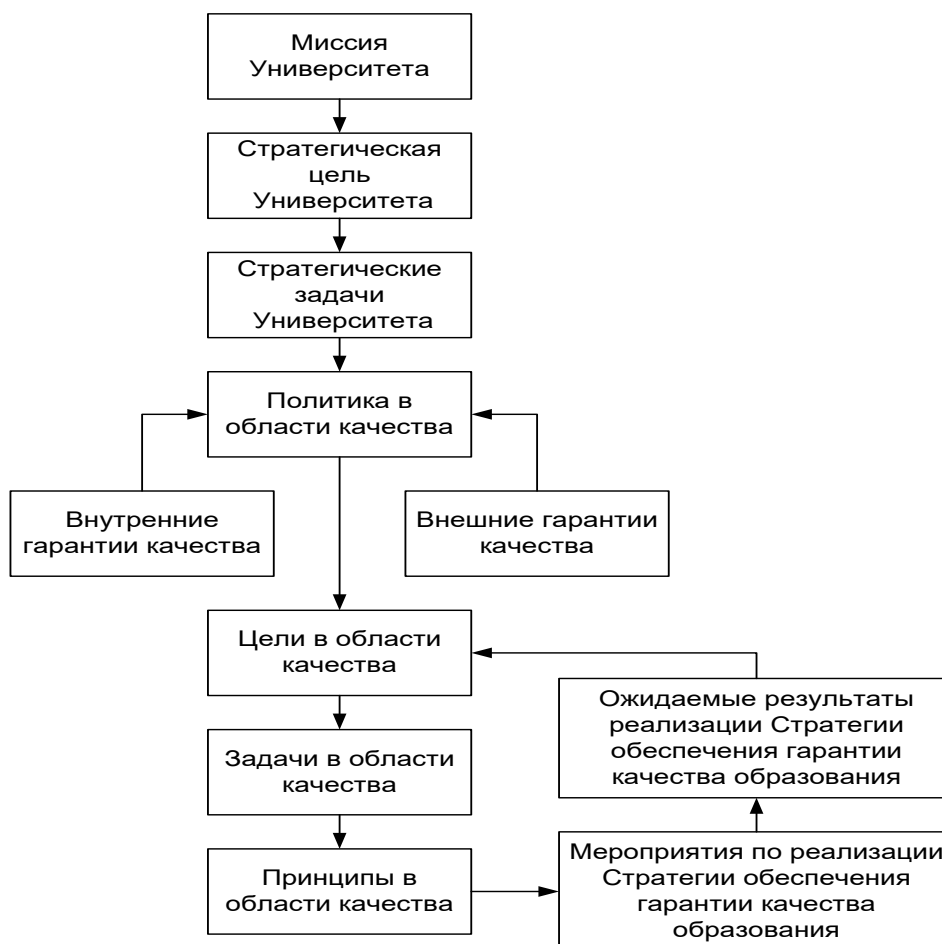 Миссия
Университета
Стратегическая
цель
Университета
Стратегические
задачи
Университета
Политика в
области качества
Внутренние
гарантии качества
Внешние гарантии
качества
Цели в области
качества
Ожидаемые результаты
реализации Стратегии
обеспечения гарантии
качества образования
Задачи в области
качества
Принципы в
области качества
Мероприятия по реализации
Стратегии обеспечения
гарантии качества
образования